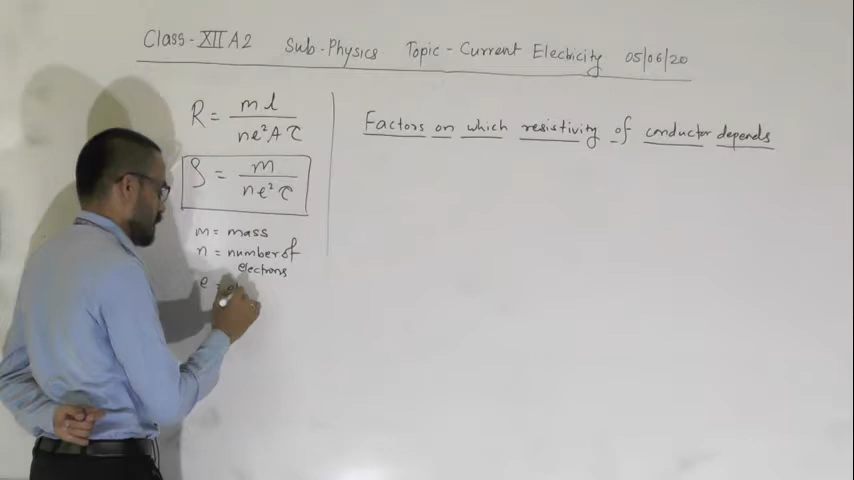 Class-XII A2 Sub-Physics Topic-Current Electricity 05/06/20
R = ml / ne²Aτ
ρ = m / ne²τ
m = mass
n = number of
electrons
e =
Factors on which resistivity of conductor depends